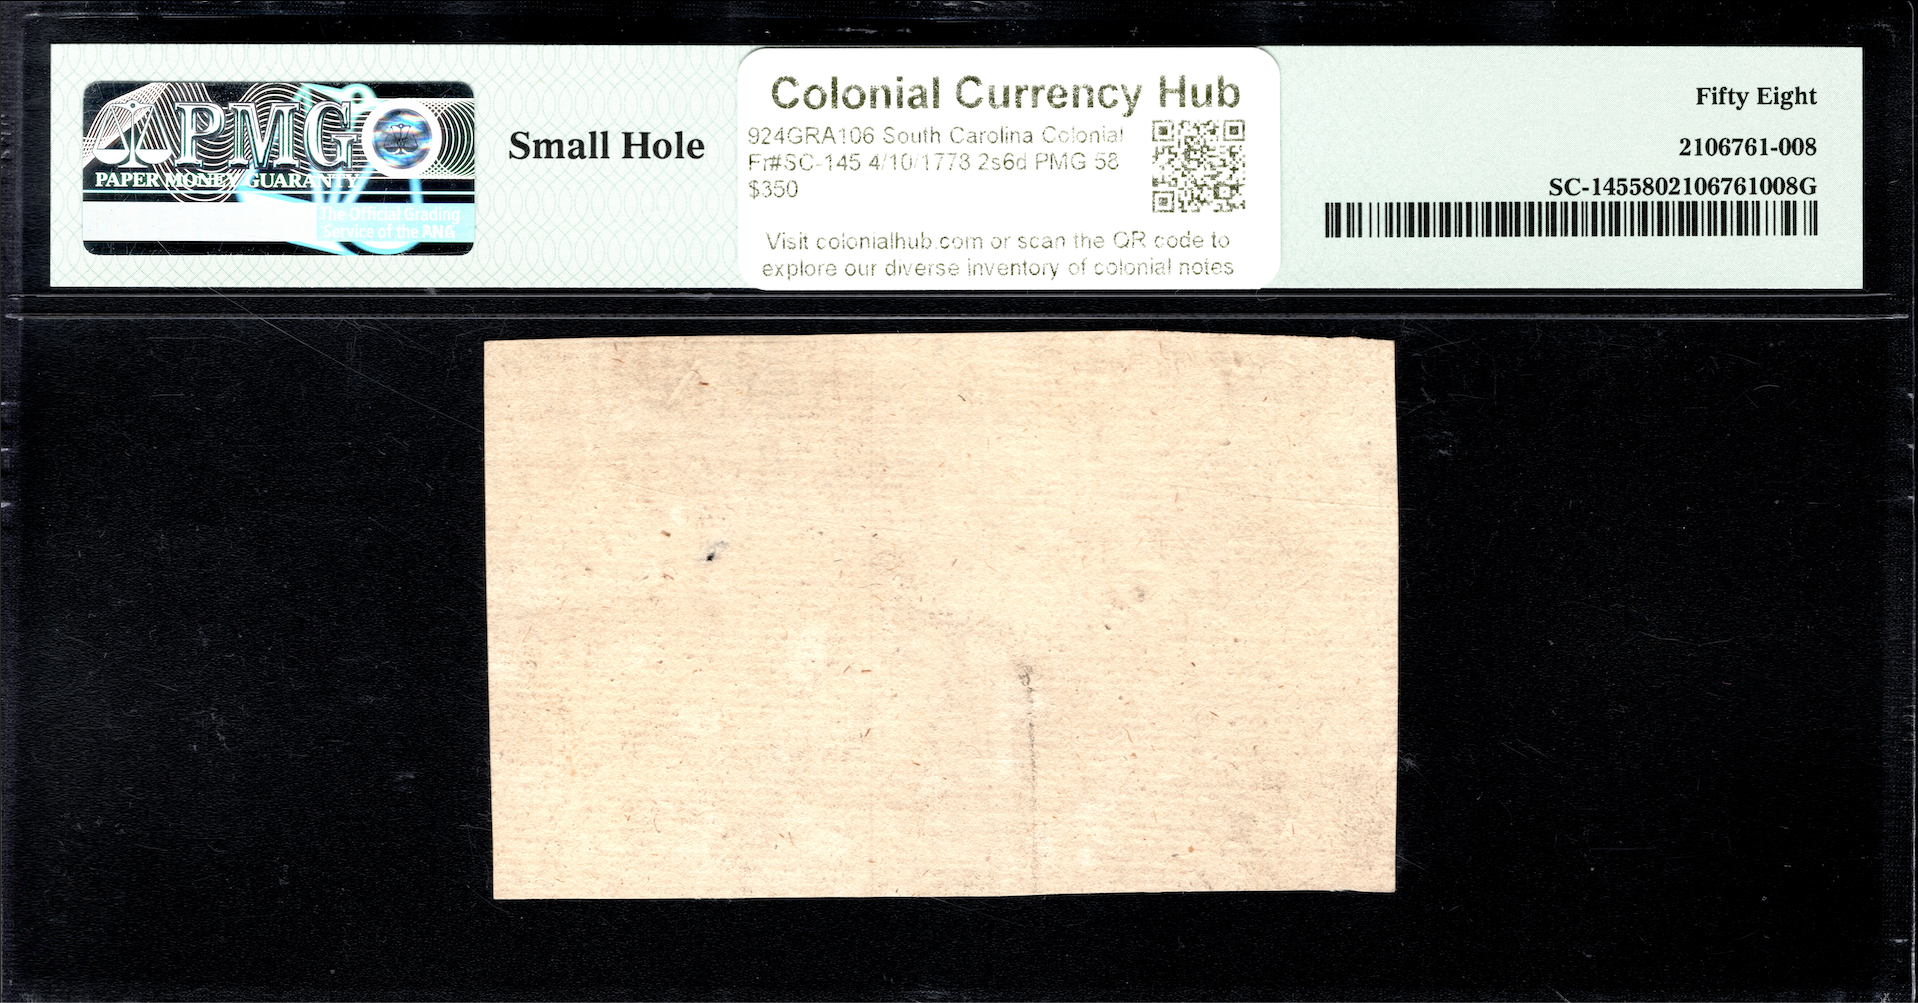 PMG
PAPER MONEY GUARANTY
The Official Grading
Service of the ANA
Small Hole
Colonial Currency Hub
924GRA106 South Carolina Colonial
Fr#SC-145 4/10/1773 2s6d PMG 58
$350
Visit colonialhub.com or scan the QR code to
explore our diverse inventory of colonial notes
Fifty Eight
2106761-008
SC-1455802106761008G